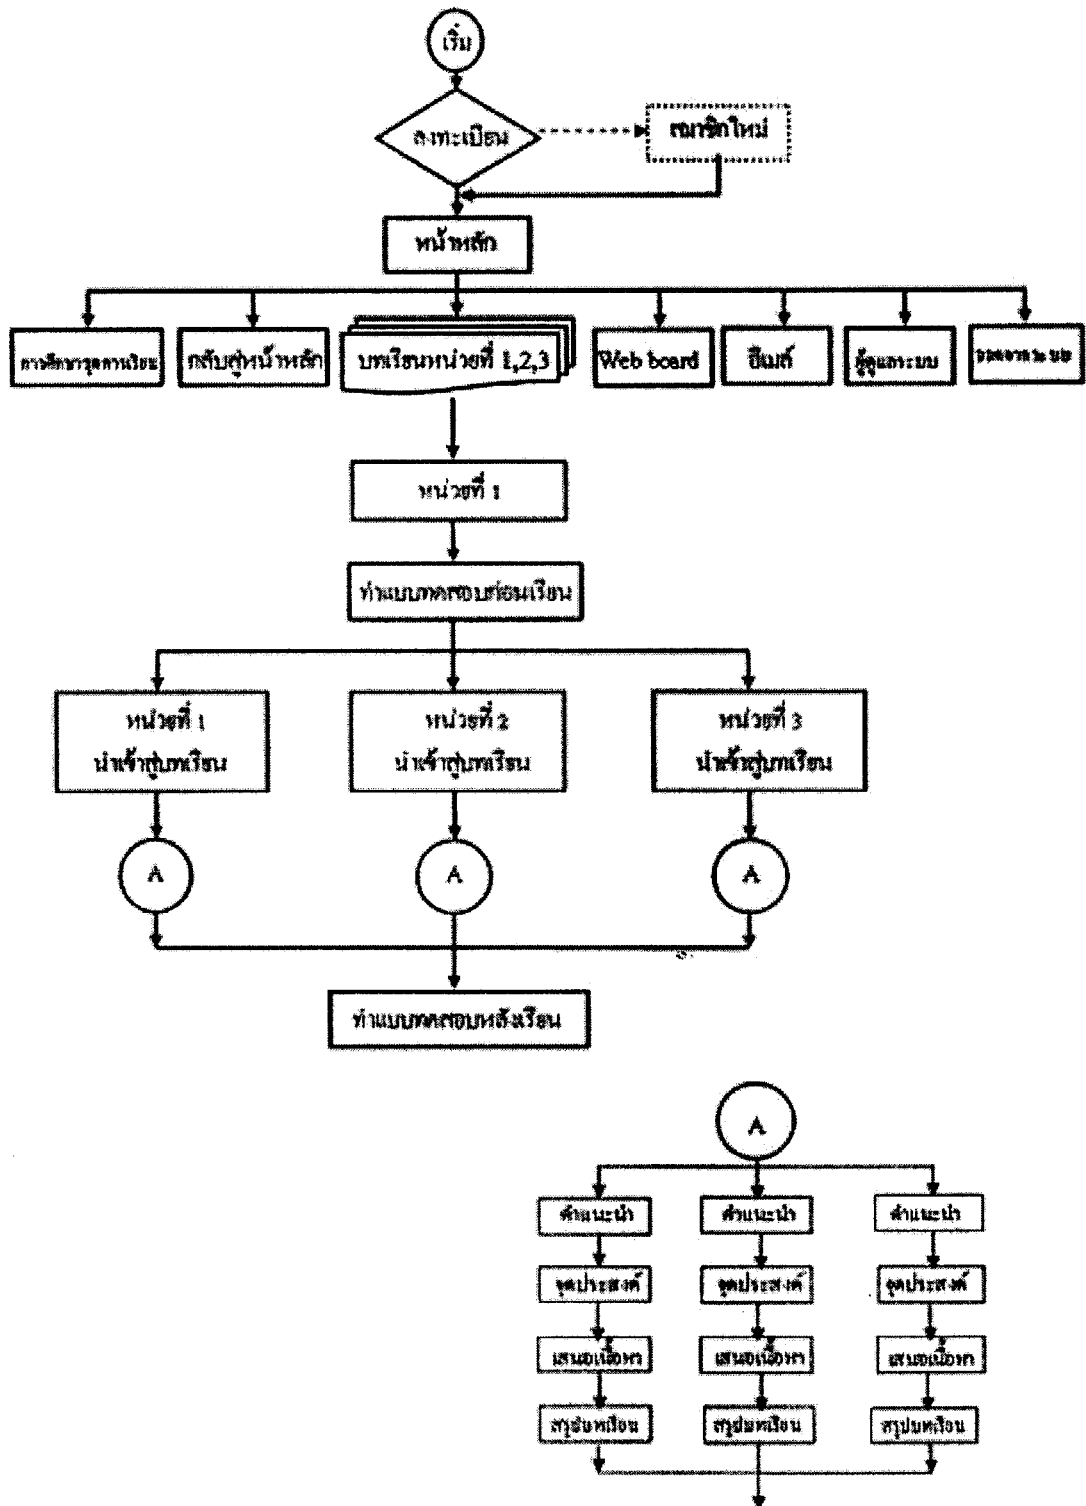 เริ่ม
ลงทะเบียน
สมาชิกใหม่
หน้าหลัก
กลับสู่หน้าหลัก
บทเรียนหน่วยที่ 1,2,3
Web board
อีเมล์
ผู้ดูแลระบบ
หน่วยที่ 1
ทำแบบทดสอบก่อนเรียน
หน่วยที่ 1
นำเข้าสู่บทเรียน
หน่วยที่ 2
นำเข้าสู่บทเรียน
หน่วยที่ 3
นำเข้าสู่บทเรียน
A
A
A
ทำแบบทดสอบหลังเรียน
A
คำแนะนำ
คำแนะนำ
คำแนะนำ
จุดประสงค์
จุดประสงค์
จุดประสงค์
เสนอเนื้อหา
เสนอเนื้อหา
เสนอเนื้อหา
สรุปบทเรียน
สรุปบทเรียน
สรุปบทเรียน